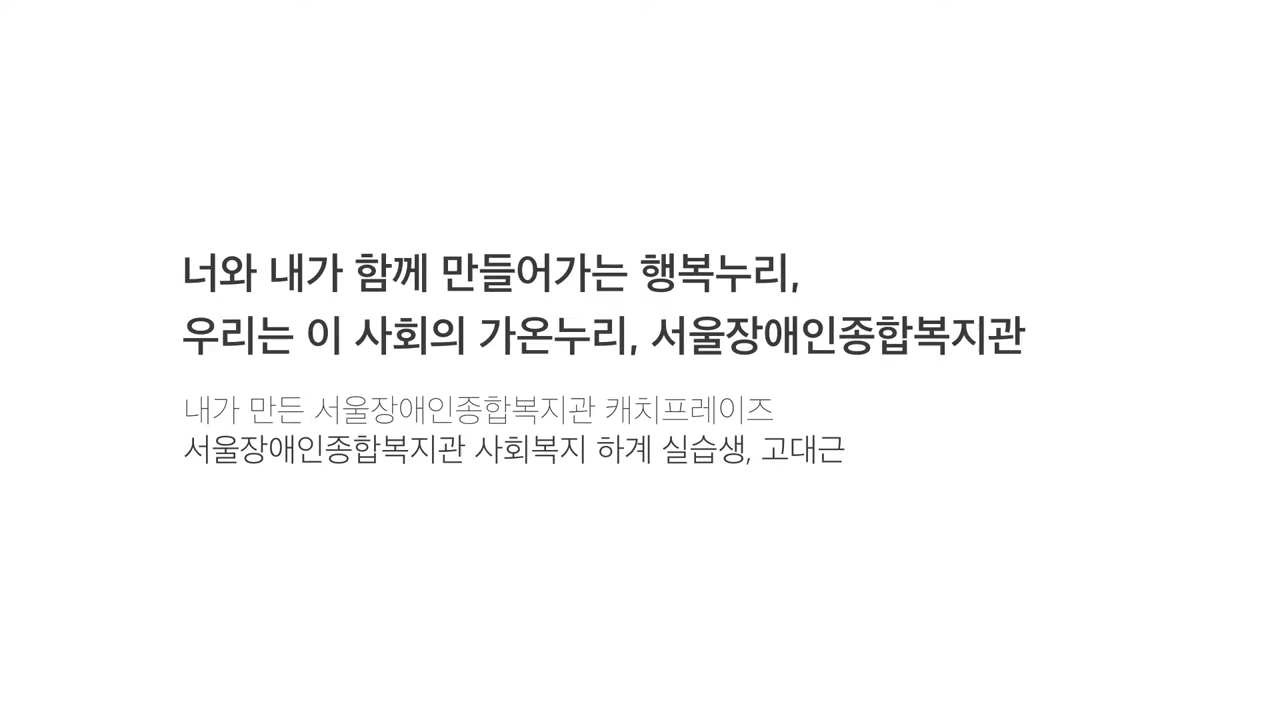 너와 내가 함께 만들어가는 행복누리,
우리는 이 사회의 가온누리, 서울장애인종합복지관
내가 만든 서울장애인종합복지관 캐치프레이즈
서울장애인종합복지관 사회복지 하계 실습생, 고대근